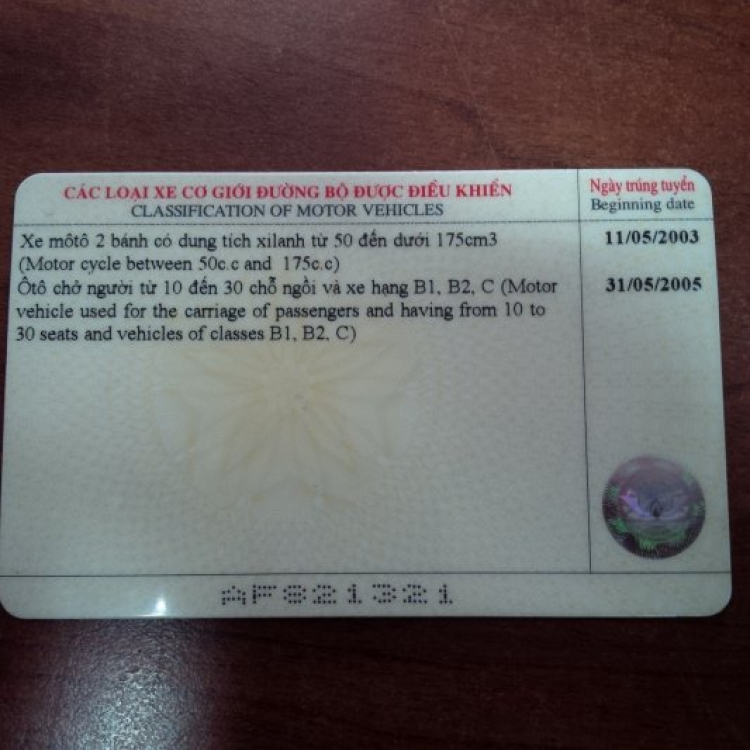 CÁC LOẠI XE CƠ GIỚI ĐƯỜNG BỘ ĐƯỢC ĐIỀU KHIỂN
CLASSIFICATION OF MOTOR VEHICLES
Ngày trúng tuyển
Beginning date
Xe môtô 2 bánh có dung tích xilanh từ 50 đến dưới 175cm3
(Motor cycle between 50c.c and 175c.c)
11/05/2003
Ôtô chở người từ 10 đến 30 chỗ ngồi và xe hạng B1, B2, C (Motor
vehicle used for the carriage of passengers and having from 10 to
30 seats and vehicles of classes B1, B2, C)
31/05/2005
AF821321